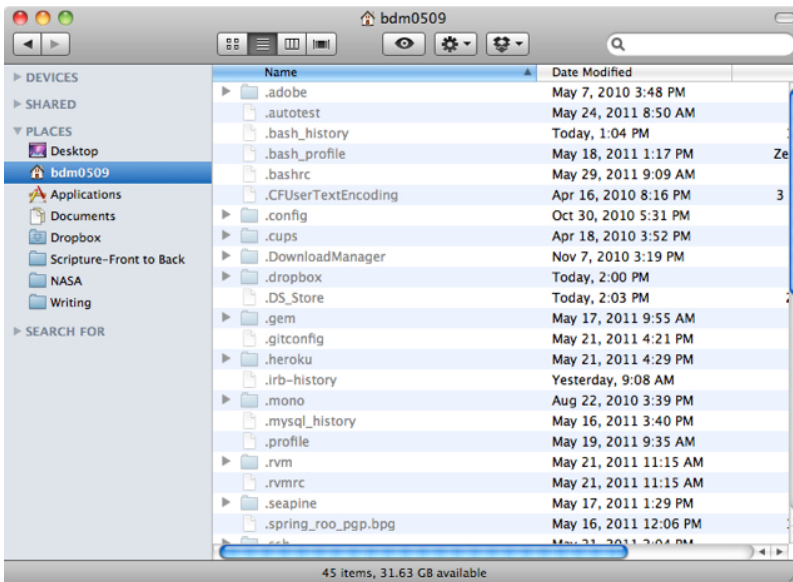 bdm0509
Name Date Modified
DEVICES
SHARED
PLACES
Desktop
bdm0509
Applications
Documents
Dropbox
Scripture-Front to Back
NASA
Writing
SEARCH FOR
.adobe May 7, 2010 3:48 PM
.autotest May 24, 2011 8:50 AM
.bash_history Today, 1:04 PM
.bash_profile May 18, 2011 1:17 PM Ze
.bashrc May 29, 2011 9:09 AM
.CFUserTextEncoding Apr 16, 2010 8:16 PM 3
.config Oct 30, 2010 5:31 PM
.cups Apr 18, 2010 3:52 PM
.DownloadManager Nov 7, 2010 3:19 PM
.dropbox Today, 2:00 PM
.DS_Store Today, 2:03 PM
.gem May 17, 2011 9:55 AM
.gitconfig May 21, 2011 4:21 PM
.heroku May 21, 2011 4:29 PM
.irb-history Yesterday, 9:08 AM
.mono Aug 22, 2010 3:39 PM
.mysql_history May 16, 2011 3:40 PM
.profile May 19, 2011 9:35 AM
.rvm May 21, 2011 11:15 AM
.rvmrc May 21, 2011 11:15 AM
.seapine May 17, 2011 1:29 PM
.spring_roo_pgp.bpg May 16, 2011 12:06 PM
45 items, 31.63 GB available